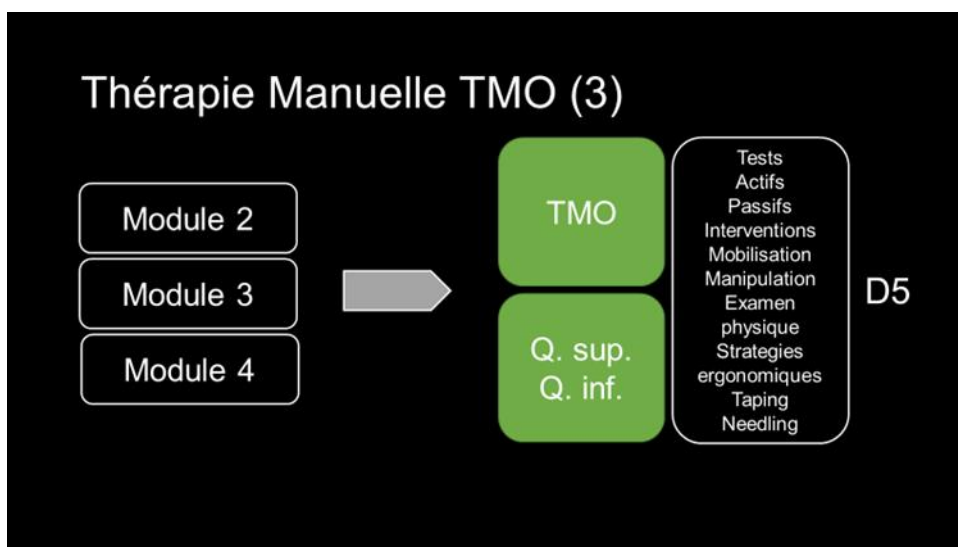 Thérapie Manuelle TMO (3)
Module 2
Module 3
Module 4
TMO
Q. sup.
Q. inf.
Tests
Actifs
Passifs
Interventions
Mobilisation
Manipulation
Examen
physique
Strategies
ergonomiques
Taping
Needling
D5